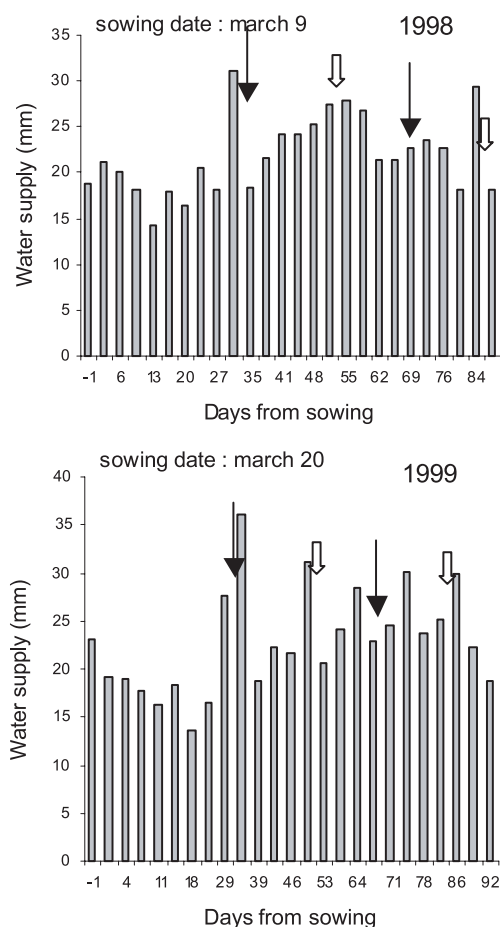 sowing date : march 9 1998
35
30
25
20
15
10
5
0
Water supply (mm)
-1 6 13 20 27 35 41 48 55 62 69 76 84
Days from sowing
sowing date : march 20 1999
40
35
30
25
20
15
10
5
0
Water supply (mm)
-1 4 11 18 29 39 46 53 64 71 78 86 92
Days from sowing